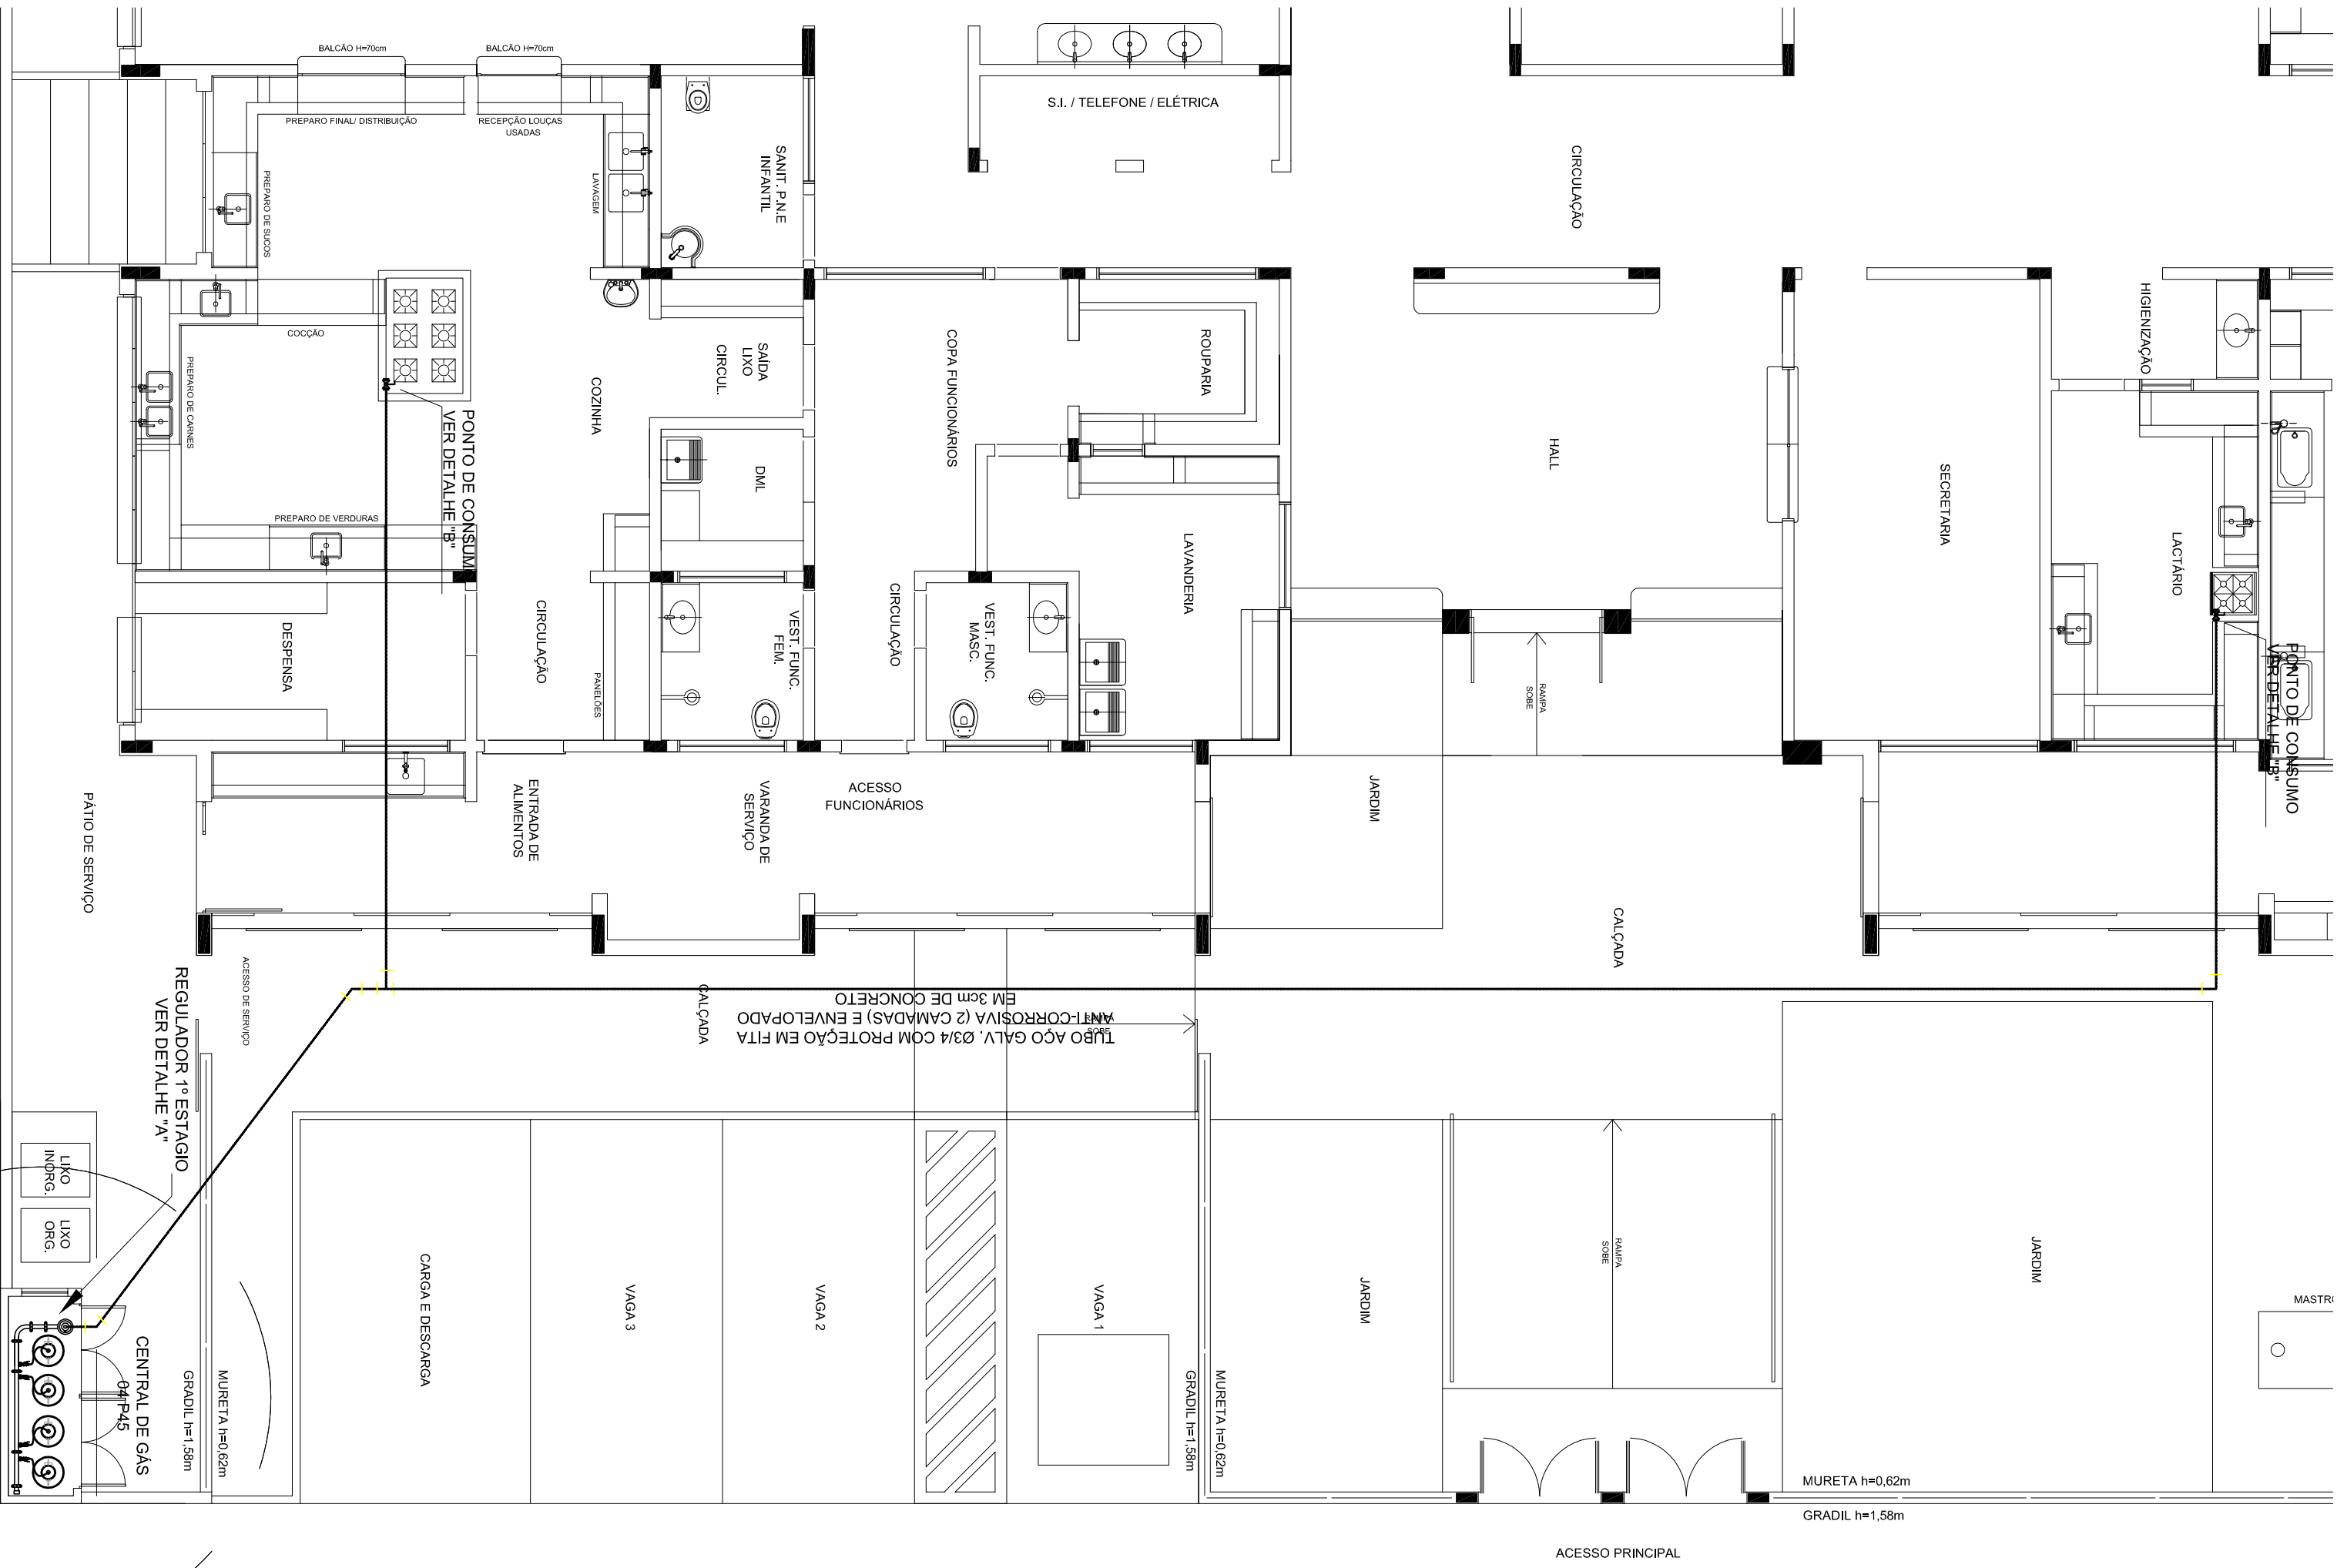 BALCÃO H=70cm
BALCÃO H=70cm
PREPARO FINAL/ DISTRIBUIÇÃO
RECEPÇÃO LOUÇAS
USADAS
S.I. / TELEFONE / ELÉTRICA
SANIT. P.N.E
INFANTIL
CIRCULAÇÃO
PREPARO DE SUCOS
LAVAGEM
COCÇÃO
PREPARO DE CARNES
COZINHA
SAÍDA
LIXO
CIRCUL.
COPA FUNCIONÁRIOS
ROUPARIA
HIGIENIZAÇÃO
PONTO DE CONSUMO
VER DETALHE "B"
DML
HALL
SECRETARIA
PREPARO DE VERDURAS
LAVANDERIA
LACTÁRIO
DESPENSA
CIRCULAÇÃO
PANELÕES
VEST. FUNC.
FEM.
CIRCULAÇÃO
VEST. FUNC.
MASC.
RAMPA
SOBE
PONTO DE CONSUMO
VER DETALHE "B"
PÁTIO DE SERVIÇO
ENTRADA DE
ALIMENTOS
VARANDA DE
SERVIÇO
ACESSO
FUNCIONÁRIOS
JARDIM
CALÇADA
REGULADOR 1º ESTAGIO
VER DETALHE "A"
ACESSO DE SERVIÇO
CALÇADA
TUBO AÇO GALV. Ø3/4 COM PROTEÇÃO EM FITA
ANTI-CORROSIVA (2 CAMADAS) E ENVELOPADO
EM 3cm DE CONCRETO
RAMPA
SOBE
LIXO
INORG.
LIXO
ORG.
CARGA E DESCARGA
VAGA 3
VAGA 2
VAGA 1
JARDIM
RAMPA
SOBE
JARDIM
MASTRO
CENTRAL DE GÁS
04 P45
MURETA h=0,62m
GRADIL h=1,58m
MURETA h=0,62m
GRADIL h=1,58m
MURETA h=0,62m
GRADIL h=1,58m
ACESSO PRINCIPAL